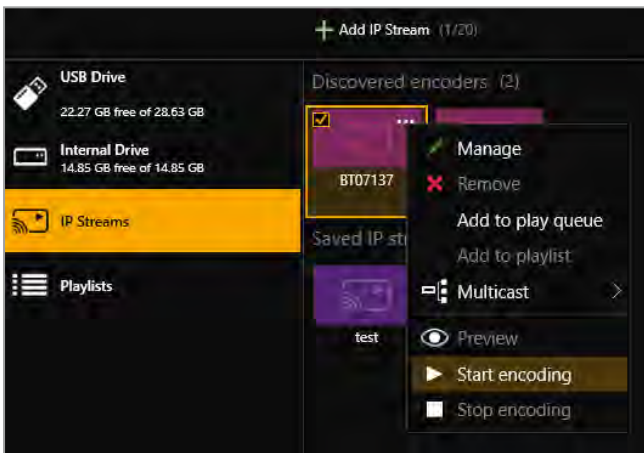 Add IP Stream (1/20)
USB Drive
22.27 GB free of 28.63 GB
Internal Drive
14.85 GB free of 14.85 GB
IP Streams
Playlists
Discovered encoders (2)
BT07137
Saved IP st
test
Manage
Remove
Add to play queue
Add to playlist
Multicast
Preview
Start encoding
Stop encoding